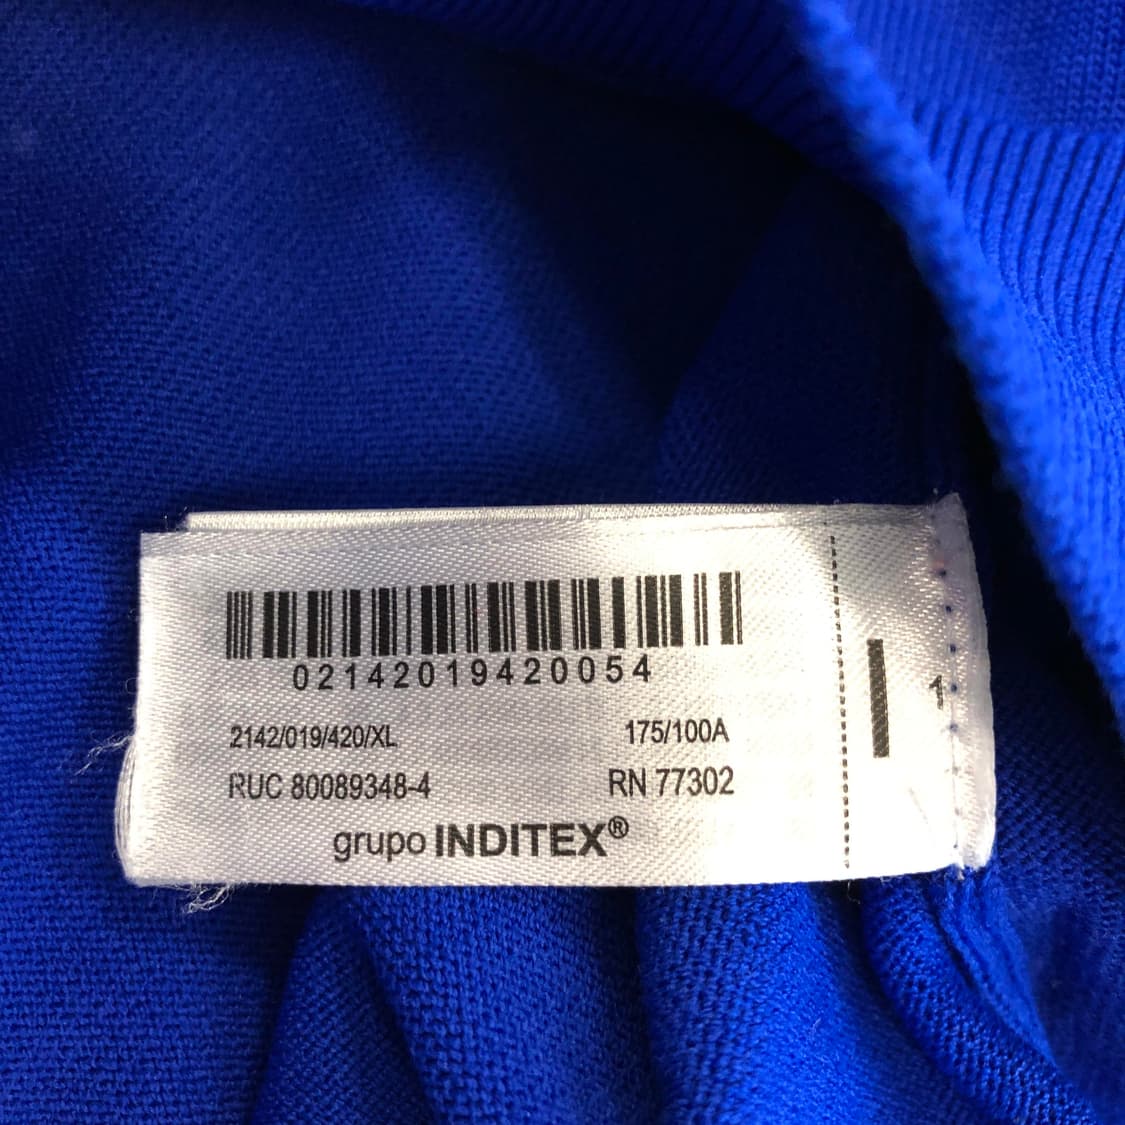 02142019420054
2142/019/420/XL 175/100A
RUC 80089348-4 RN 77302
grupo INDITEX®
1